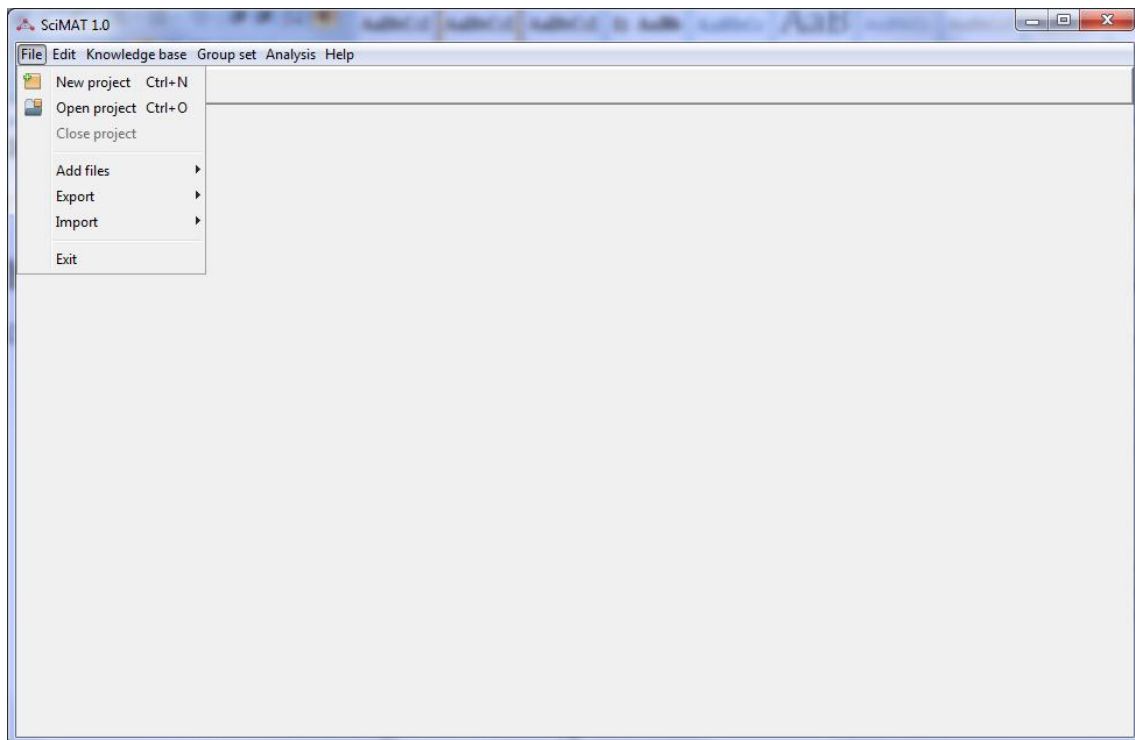 SciMAT 1.0
File Edit Knowledge base Group set Analysis Help
New project Ctrl+N
Open project Ctrl+O
Close project
Add files
Export
Import
Exit